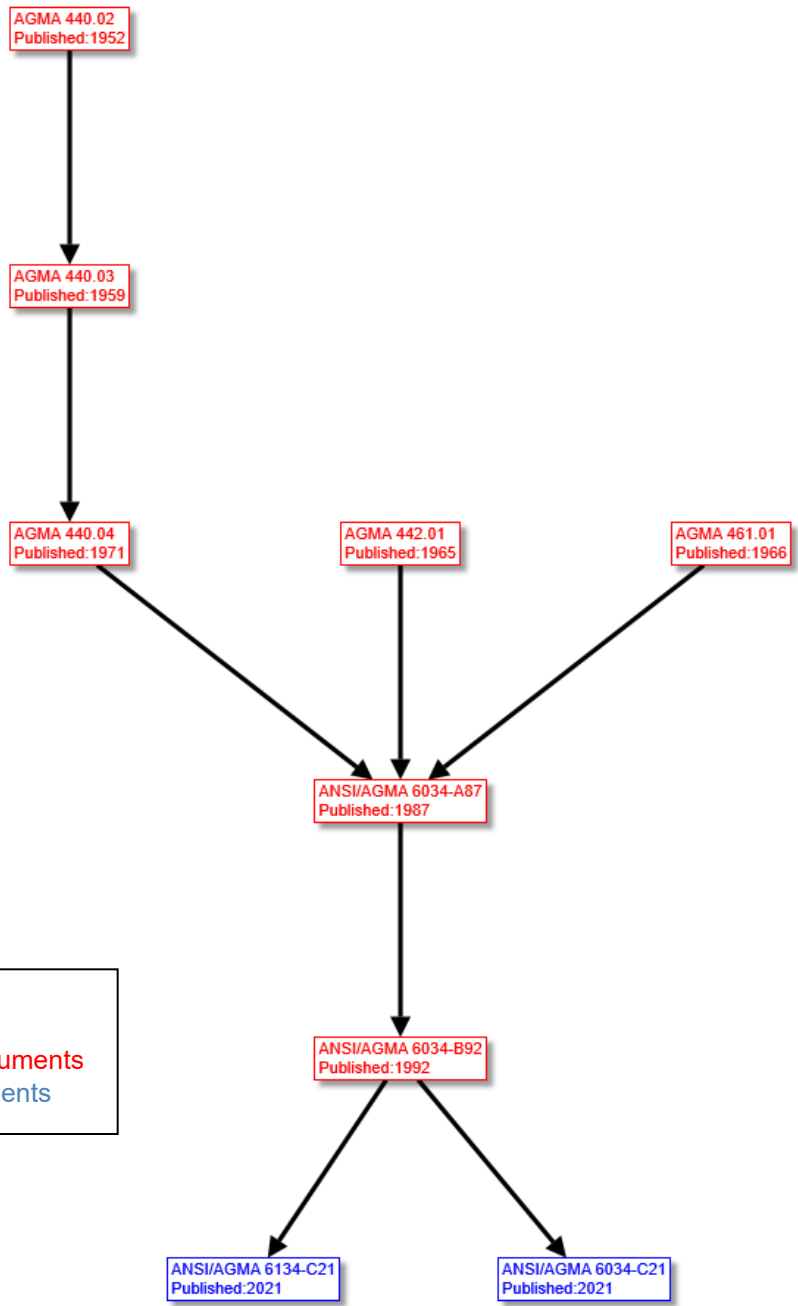 AGMA 440.02
Published:1952
AGMA 440.03
Published:1959
AGMA 440.04
Published:1971
AGMA 442.01
Published:1965
AGMA 461.01
Published:1966
ANSI/AGMA 6034-A87
Published:1987
uments
ents
ANSI/AGMA 6034-B92
Published:1992
ANSI/AGMA 6134-C21
Published:2021
ANSI/AGMA 6034-C21
Published:2021